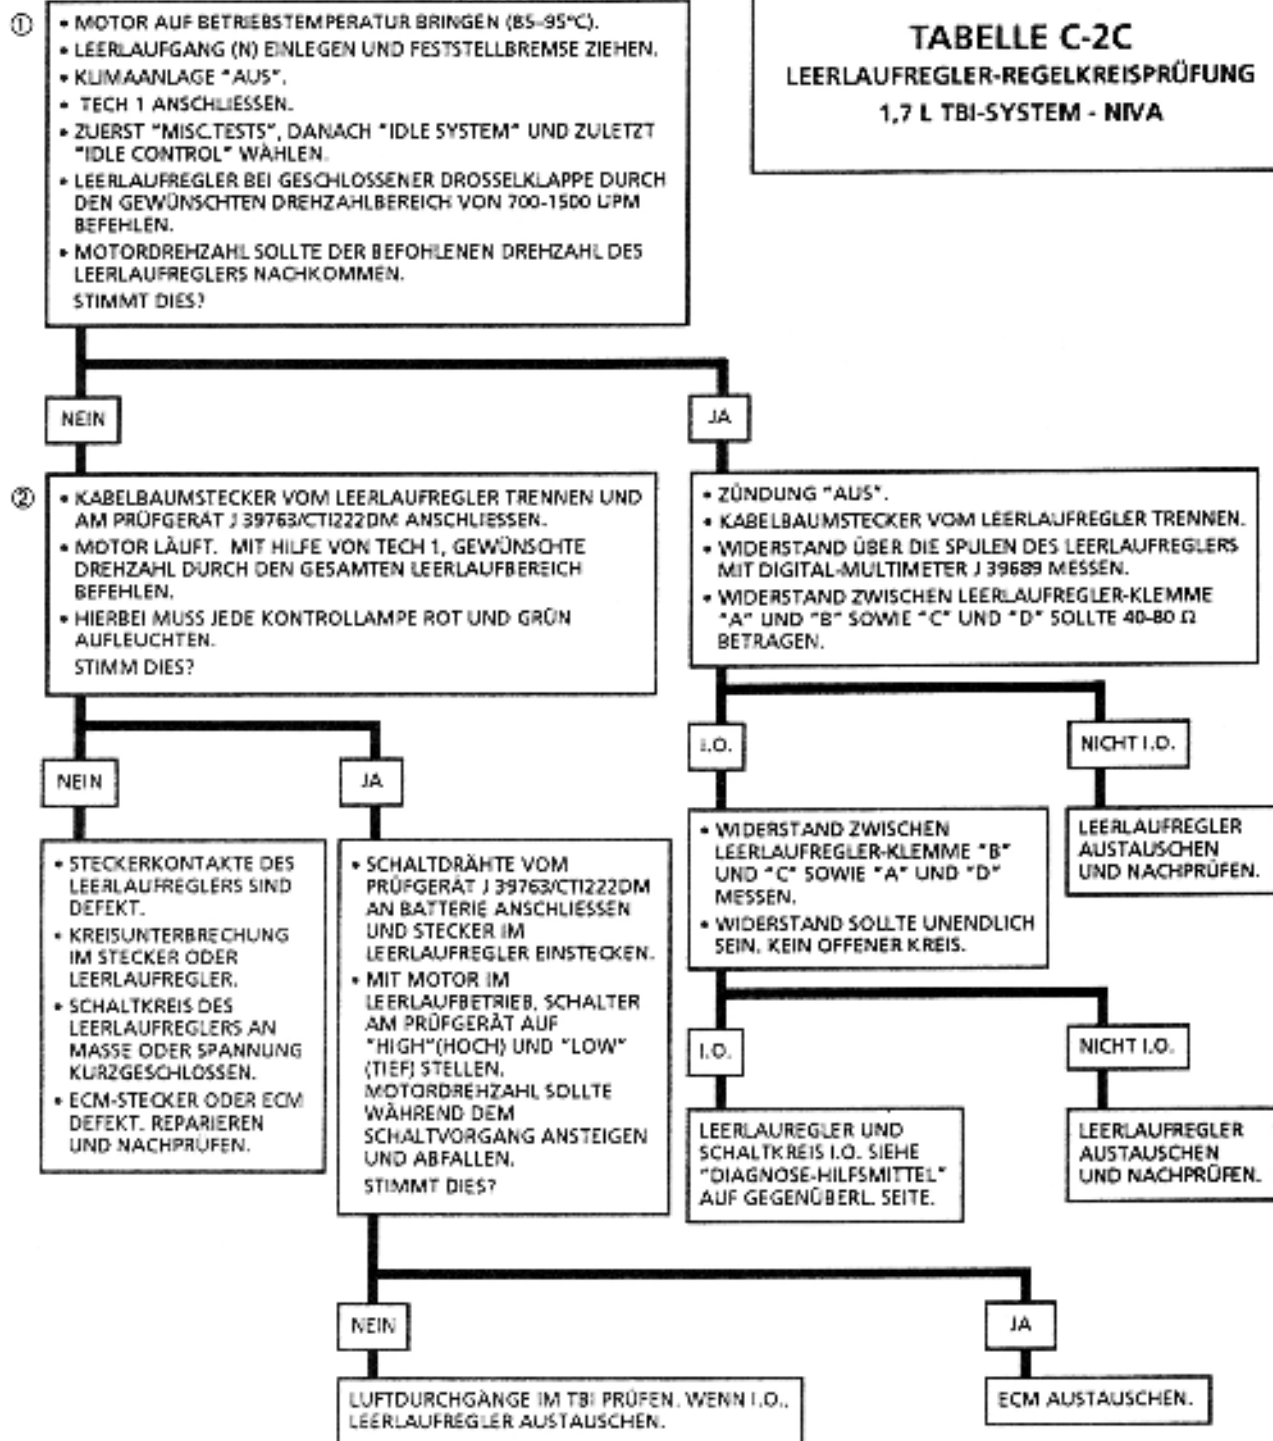 ①
• MOTOR AUF BETRIEBSTEMPERATUR BRINGEN (85-95°C).
• LEERLAUFGANG (N) EINLEGEN UND FESTSTELLBREMSE ZIEHEN.
• KLIMAANLAGE "AUS".
• TECH 1 ANSCHLIESSEN.
• ZUERST "MISC.TESTS", DANACH "IDLE SYSTEM" UND ZULETZT
"IDLE CONTROL" WÄHLEN.
• LEERLAUFREGLER BEI GESCHLOSSENER DROSSELKLAPPE DURCH
DEN GEWÜNSCHTEN DREHZAHLBEREICH VON 700-1500 UPM
BEFEHLEN.
• MOTORDREHZAHL SOLLTE DER BEFOHLENEN DREHZAHL DES
LEERLAUFREGLERS NACHKOMMEN.
STIMMT DIES?
TABELLE C-2C
LEERLAUFREGLER-REGELKREISPRÜFUNG
1,7 L TBI-SYSTEM - NIVA
NEIN
JA
②
• KABELBAUMSTECKER VOM LEERLAUFREGLER TRENNEN UND
AM PRÜFGERÄT J 39763/CTI222DM ANSCHLIESSEN.
• MOTOR LÄUFT. MIT HILFE VON TECH 1, GEWÜNSCHTE
DREHZAHL DURCH DEN GESAMTEN LEERLAUFBEREICH
BEFEHLEN.
• HIERBEI MUSS JEDE KONTROLLAMPE ROT UND GRÜN
AUFLEUCHTEN.
STIMM DIES?
• ZÜNDUNG "AUS".
• KABELBAUMSTECKER VOM LEERLAUFREGLER TRENNEN.
• WIDERSTAND ÜBER DIE SPULEN DES LEERLAUFREGLERS
MIT DIGITAL-MULTIMETER J 39689 MESSEN.
• WIDERSTAND ZWISCHEN LEERLAUFREGLER-KLEMME
"A" UND "B" SOWIE "C" UND "D" SOLLTE 40-80 Ω
BETRAGEN.
NEIN
JA
I.O.
NICHT I.O.
• STECKERKONTAKTE DES
LEERLAUFREGLERS SIND
DEFEKT.
• KREISUNTERBRECHUNG
IM STECKER ODER
LEERLAUFREGLER.
• SCHALTKREIS DES
LEERLAUFREGLERS AN
MASSE ODER SPANNUNG
KURZGESCHLOSSEN.
• ECM-STECKER ODER ECM
DEFEKT. REPARIEREN
UND NACHPRÜFEN.
• SCHALTDRÄHTE VOM
PRÜFGERÄT J 39763/CTI222DM
AN BATTERIE ANSCHLIESSEN
UND STECKER IM
LEERLAUFREGLER EINSTECKEN.
• MIT MOTOR IM
LEERLAUFBETRIEB, SCHALTER
AM PRÜFGERÄT AUF
"HIGH"(HOCH) UND "LOW"
(TIEF) STELLEN.
MOTORDREHZAHL SOLLTE
WÄHREND DEM
SCHALTVORGANG ANSTEIGEN
UND ABFALLEN.
STIMMT DIES?
• WIDERSTAND ZWISCHEN
LEERLAUFREGLER-KLEMME "B"
UND "C" SOWIE "A" UND "D"
MESSEN.
• WIDERSTAND SOLLTE UNENDLICH
SEIN. KEIN OFFENER KREIS.
LEERLAUFREGLER
AUSTAUSCHEN
UND NACHPRÜFEN.
I.O.
NICHT I.O.
LEERLAUREGLER UND
SCHALTKREIS I.O. SIEHE
"DIAGNOSE-HILFSMITTEL"
AUF GEGENÜBERL. SEITE.
LEERLAUFREGLER
AUSTAUSCHEN
UND NACHPRÜFEN.
NEIN
JA
LUFTDURCHGÄNGE IM TBI PRÜFEN. WENN I.O.,
LEERLAUFREGLER AUSTAUSCHEN.
ECM AUSTAUSCHEN.